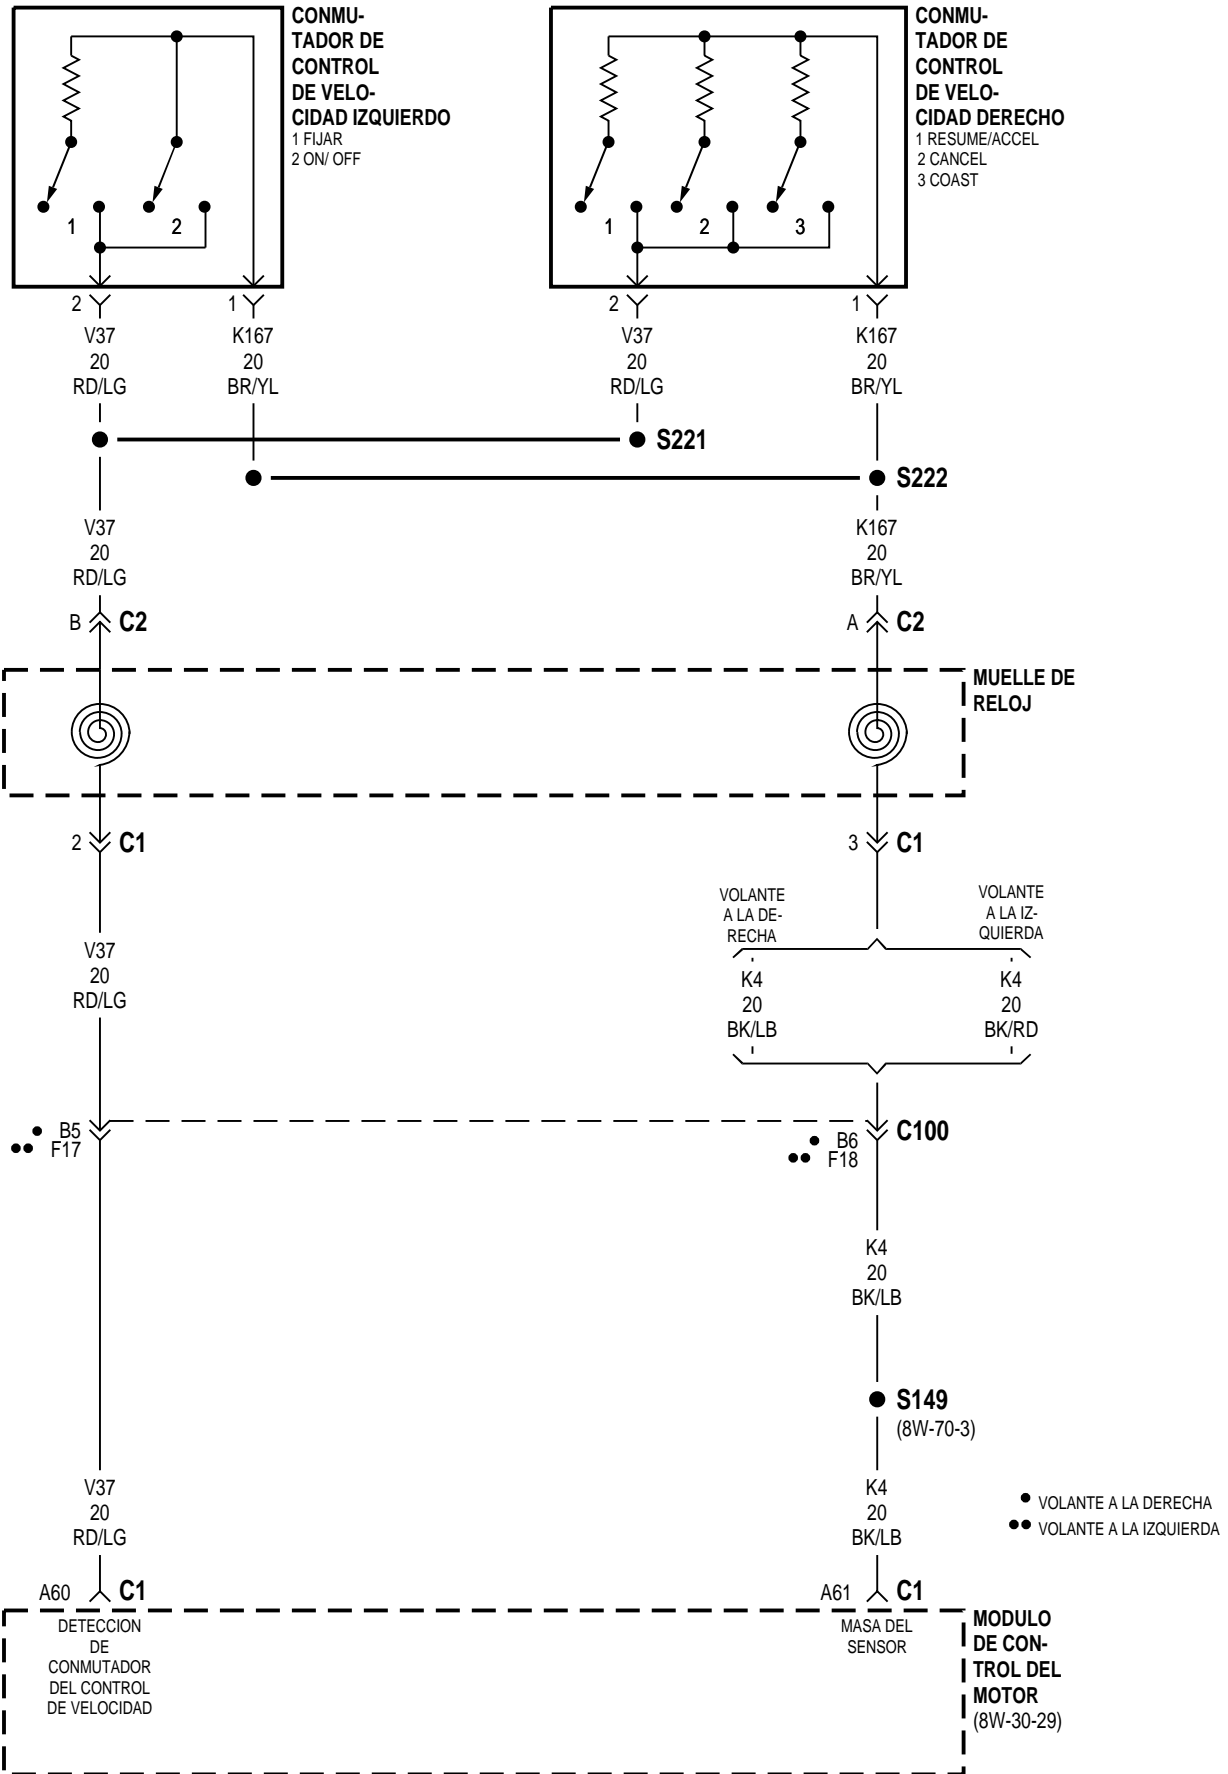 CONMU-
TADOR DE
CONTROL
DE VELO-
CIDAD IZQUIERDO
1 FIJAR
2 ON/ OFF
CONMU-
TADOR DE
CONTROL
DE VELO-
CIDAD DERECHO
1 RESUME/ACCEL
2 CANCEL
3 COAST
1
2
1
2
3
2
1
2
1
V37
20
RD/LG
K167
20
BR/YL
V37
20
RD/LG
K167
20
BR/YL
S221
S222
V37
20
RD/LG
K167
20
BR/YL
B
C2
A
C2
MUELLE DE
RELOJ
2
C1
3
C1
VOLANTE
A LA DE-
RECHA
VOLANTE
A LA IZ-
QUIERDA
V37
20
RD/LG
K4
20
BK/LB
K4
20
BK/RD
B5
F17
B6
F18
C100
K4
20
BK/LB
S149
(8W-70-3)
V37
20
RD/LG
K4
20
BK/LB
VOLANTE A LA DERECHA
VOLANTE A LA IZQUIERDA
A60
C1
A61
C1
DETECCION
DE
CONMUTADOR
DEL CONTROL
DE VELOCIDAD
MASA DEL
SENSOR
MODULO
DE CON-
TROL DEL
MOTOR
(8W-30-29)